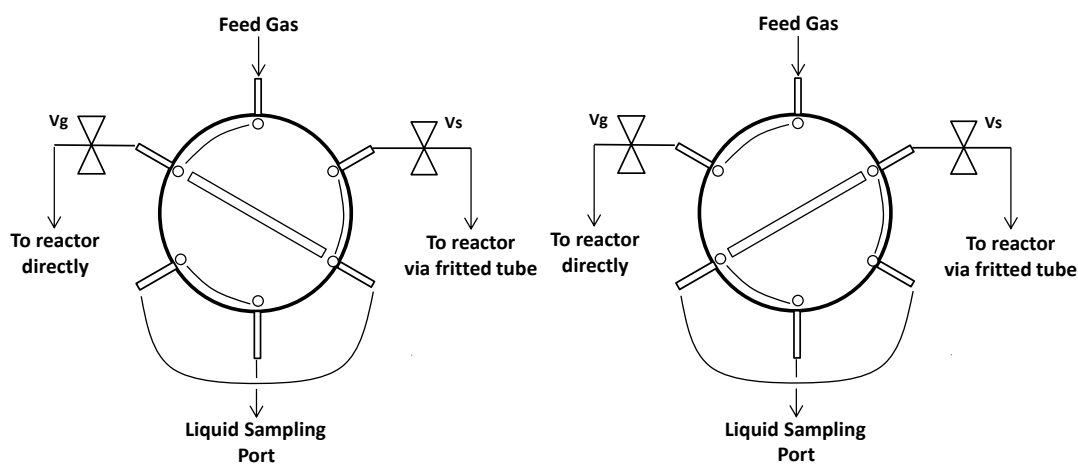 Feed Gas
Vg
Vs
To reactor
directly
To reactor
via fritted tube
Liquid Sampling
Port
Feed Gas
Vg
Vs
To reactor
directly
To reactor
via fritted tube
Liquid Sampling
Port